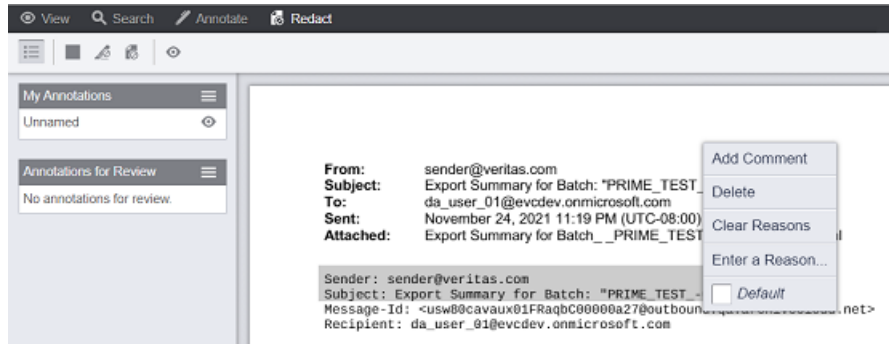 View Search Annotate Redact
My Annotations
Unnamed
Annotations for Review
No annotations for review.
From: sender@veritas.com
Subject: Export Summary for Batch: "PRIME_TEST_
To: da_user_01@evcdev.onmicrosoft.com
Sent: November 24, 2021 11:19 PM (UTC-08:00)
Attached: Export Summary for Batch_ _PRIME_TEST
Sender: sender@veritas.com
Subject: Export Summary for Batch: "PRIME_TEST_-
Message-Id: <usw80cavaux01FRaqbC00000a27@outbound
Recipient: da_user_01@evcdev.onmicrosoft.com
Add Comment
Delete
Clear Reasons
Enter a Reason...
Default